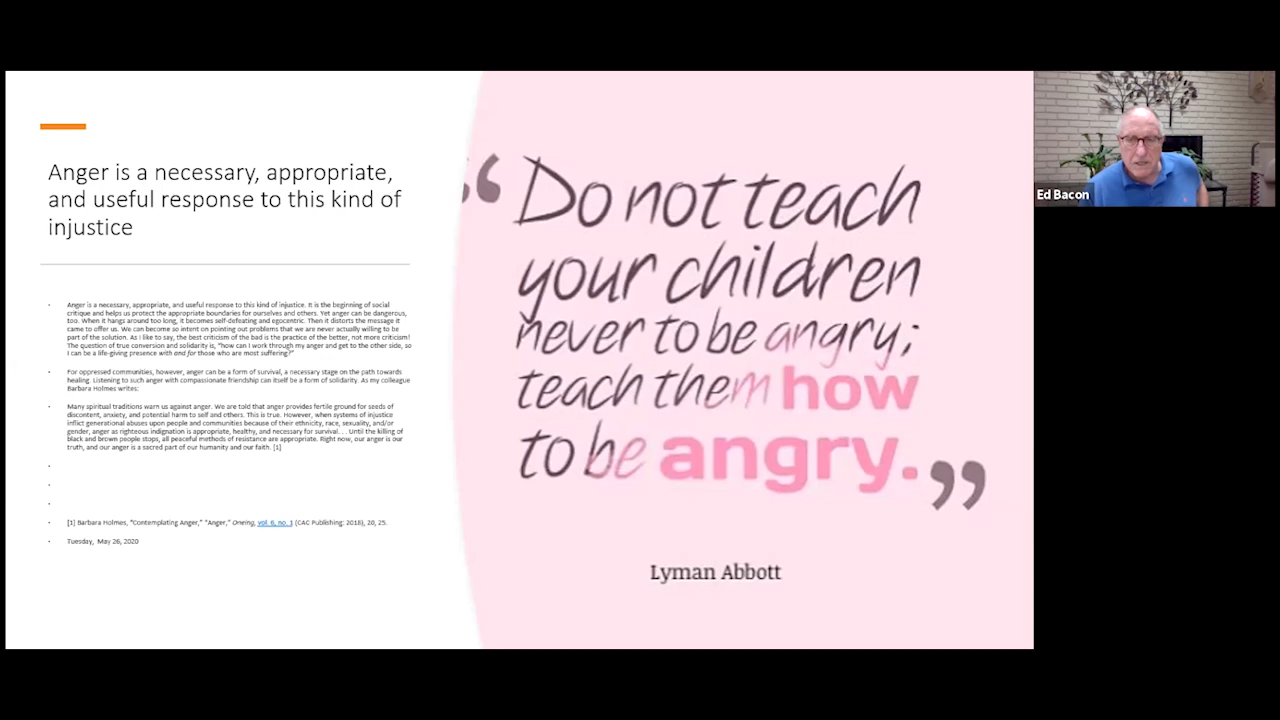 Anger is a necessary, appropriate,
and useful response to this kind of
injustice
• Anger is a necessary, appropriate, and useful response to this kind of injustice. It is the beginning of social
critique and helps us protect the appropriate boundaries for ourselves and others. Yet anger can be dangerous,
too. When it hangs around too long, it becomes self-defeating and egocentric. Then it distorts the message it
came to offer us. We can become so intent on pointing out problems that we are never actually willing to be
part of the solution. As I like to say, the best criticism of the bad is the practice of the better, not more criticism!
The question of true conversion and solidarity is, “how can I work through my anger and get to the other side, so
I can be a life-giving presence with and for those who are most suffering?”
• For oppressed communities, however, anger can be a form of survival, a necessary stage on the path towards
healing. Listening to such anger with compassionate friendship can itself be a form of solidarity. As my colleague
Barbara Holmes writes:
• Many spiritual traditions warn us against anger. We are told that anger provides fertile ground for seeds of
discontent, anxiety, and potential harm to self and others. This is true. However, when systems of injustice
inflict generational abuses upon people and communities because of their ethnicity, race, sexuality, and/or
gender, anger as righteous indignation is appropriate, healthy, and necessary for survival. . . Until the killing of
black and brown people stops, all peaceful methods of resistance are appropriate. Right now, our anger is our
truth, and our anger is a sacred part of our humanity and our faith. [1]
•
•
•
• [1] Barbara Holmes, “Contemplating Anger,” “Anger,” Oneing, vol. 6, no. 1 (CAC Publishing: 2018), 20, 25.
• Tuesday, May 26, 2020
“Do not teach
your children
never to be angry;
teach them how
to be angry.”
Lyman Abbott
Ed Bacon